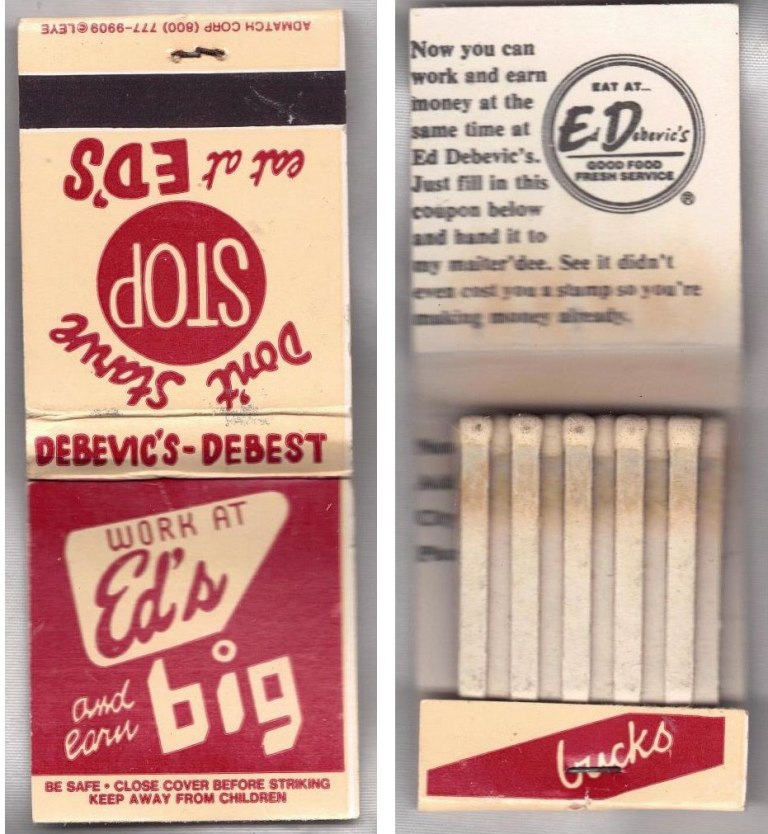 ADMATCH CORP (800) 777-9909 © LEYE
Don't Starve
STOP
eat at ED'S
DEBEVIC'S-DEBEST
WORK AT
Ed's
and
earn
big
BE SAFE • CLOSE COVER BEFORE STRIKING
KEEP AWAY FROM CHILDREN
Now you can
work and earn
money at the
same time at
Ed Debevic's.
Just fill in this
coupon below
and hand it to
my maiter'dee. See it didn't
even cost you a stamp so you're
making money already.
EAT AT...
Ed Debevic's
GOOD FOOD
FRESH SERVICE
®
bucks